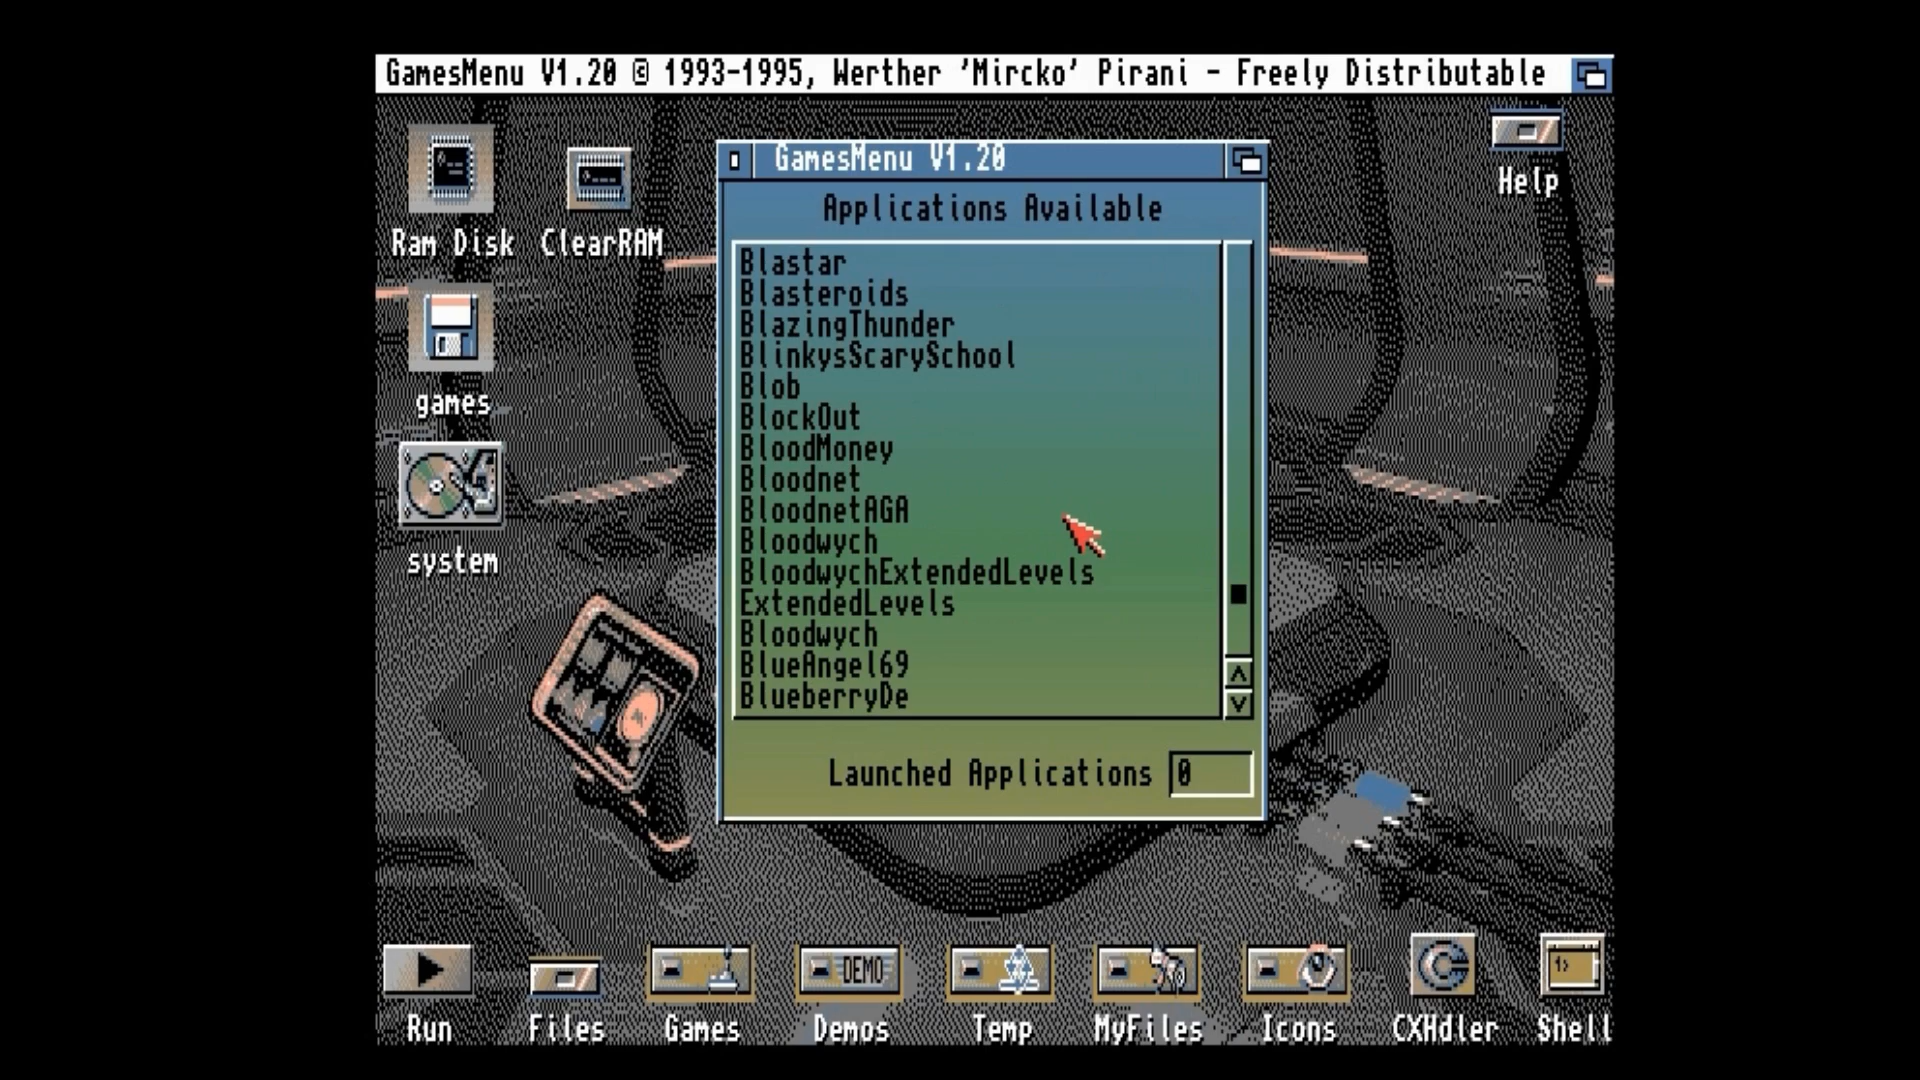 GamesMenu V1.20 © 1993-1995, Werther 'Mircko' Pirani - Freely Distributable
Ram Disk
ClearRAM
Help
games
system
GamesMenu V1.20
Applications Available
Blastar
Blasteroids
BlazingThunder
BlinkysScarySchool
Blob
BlockOut
BloodMoney
Bloodnet
BloodnetAGA
Bloodwych
BloodwychExtendedLevels
ExtendedLevels
Bloodwych
BlueAngel69
BlueberryDe
Launched Applications 0
DEMO
1>
Run Files Games Demos Temp MyFiles Icons CXHdler Shell